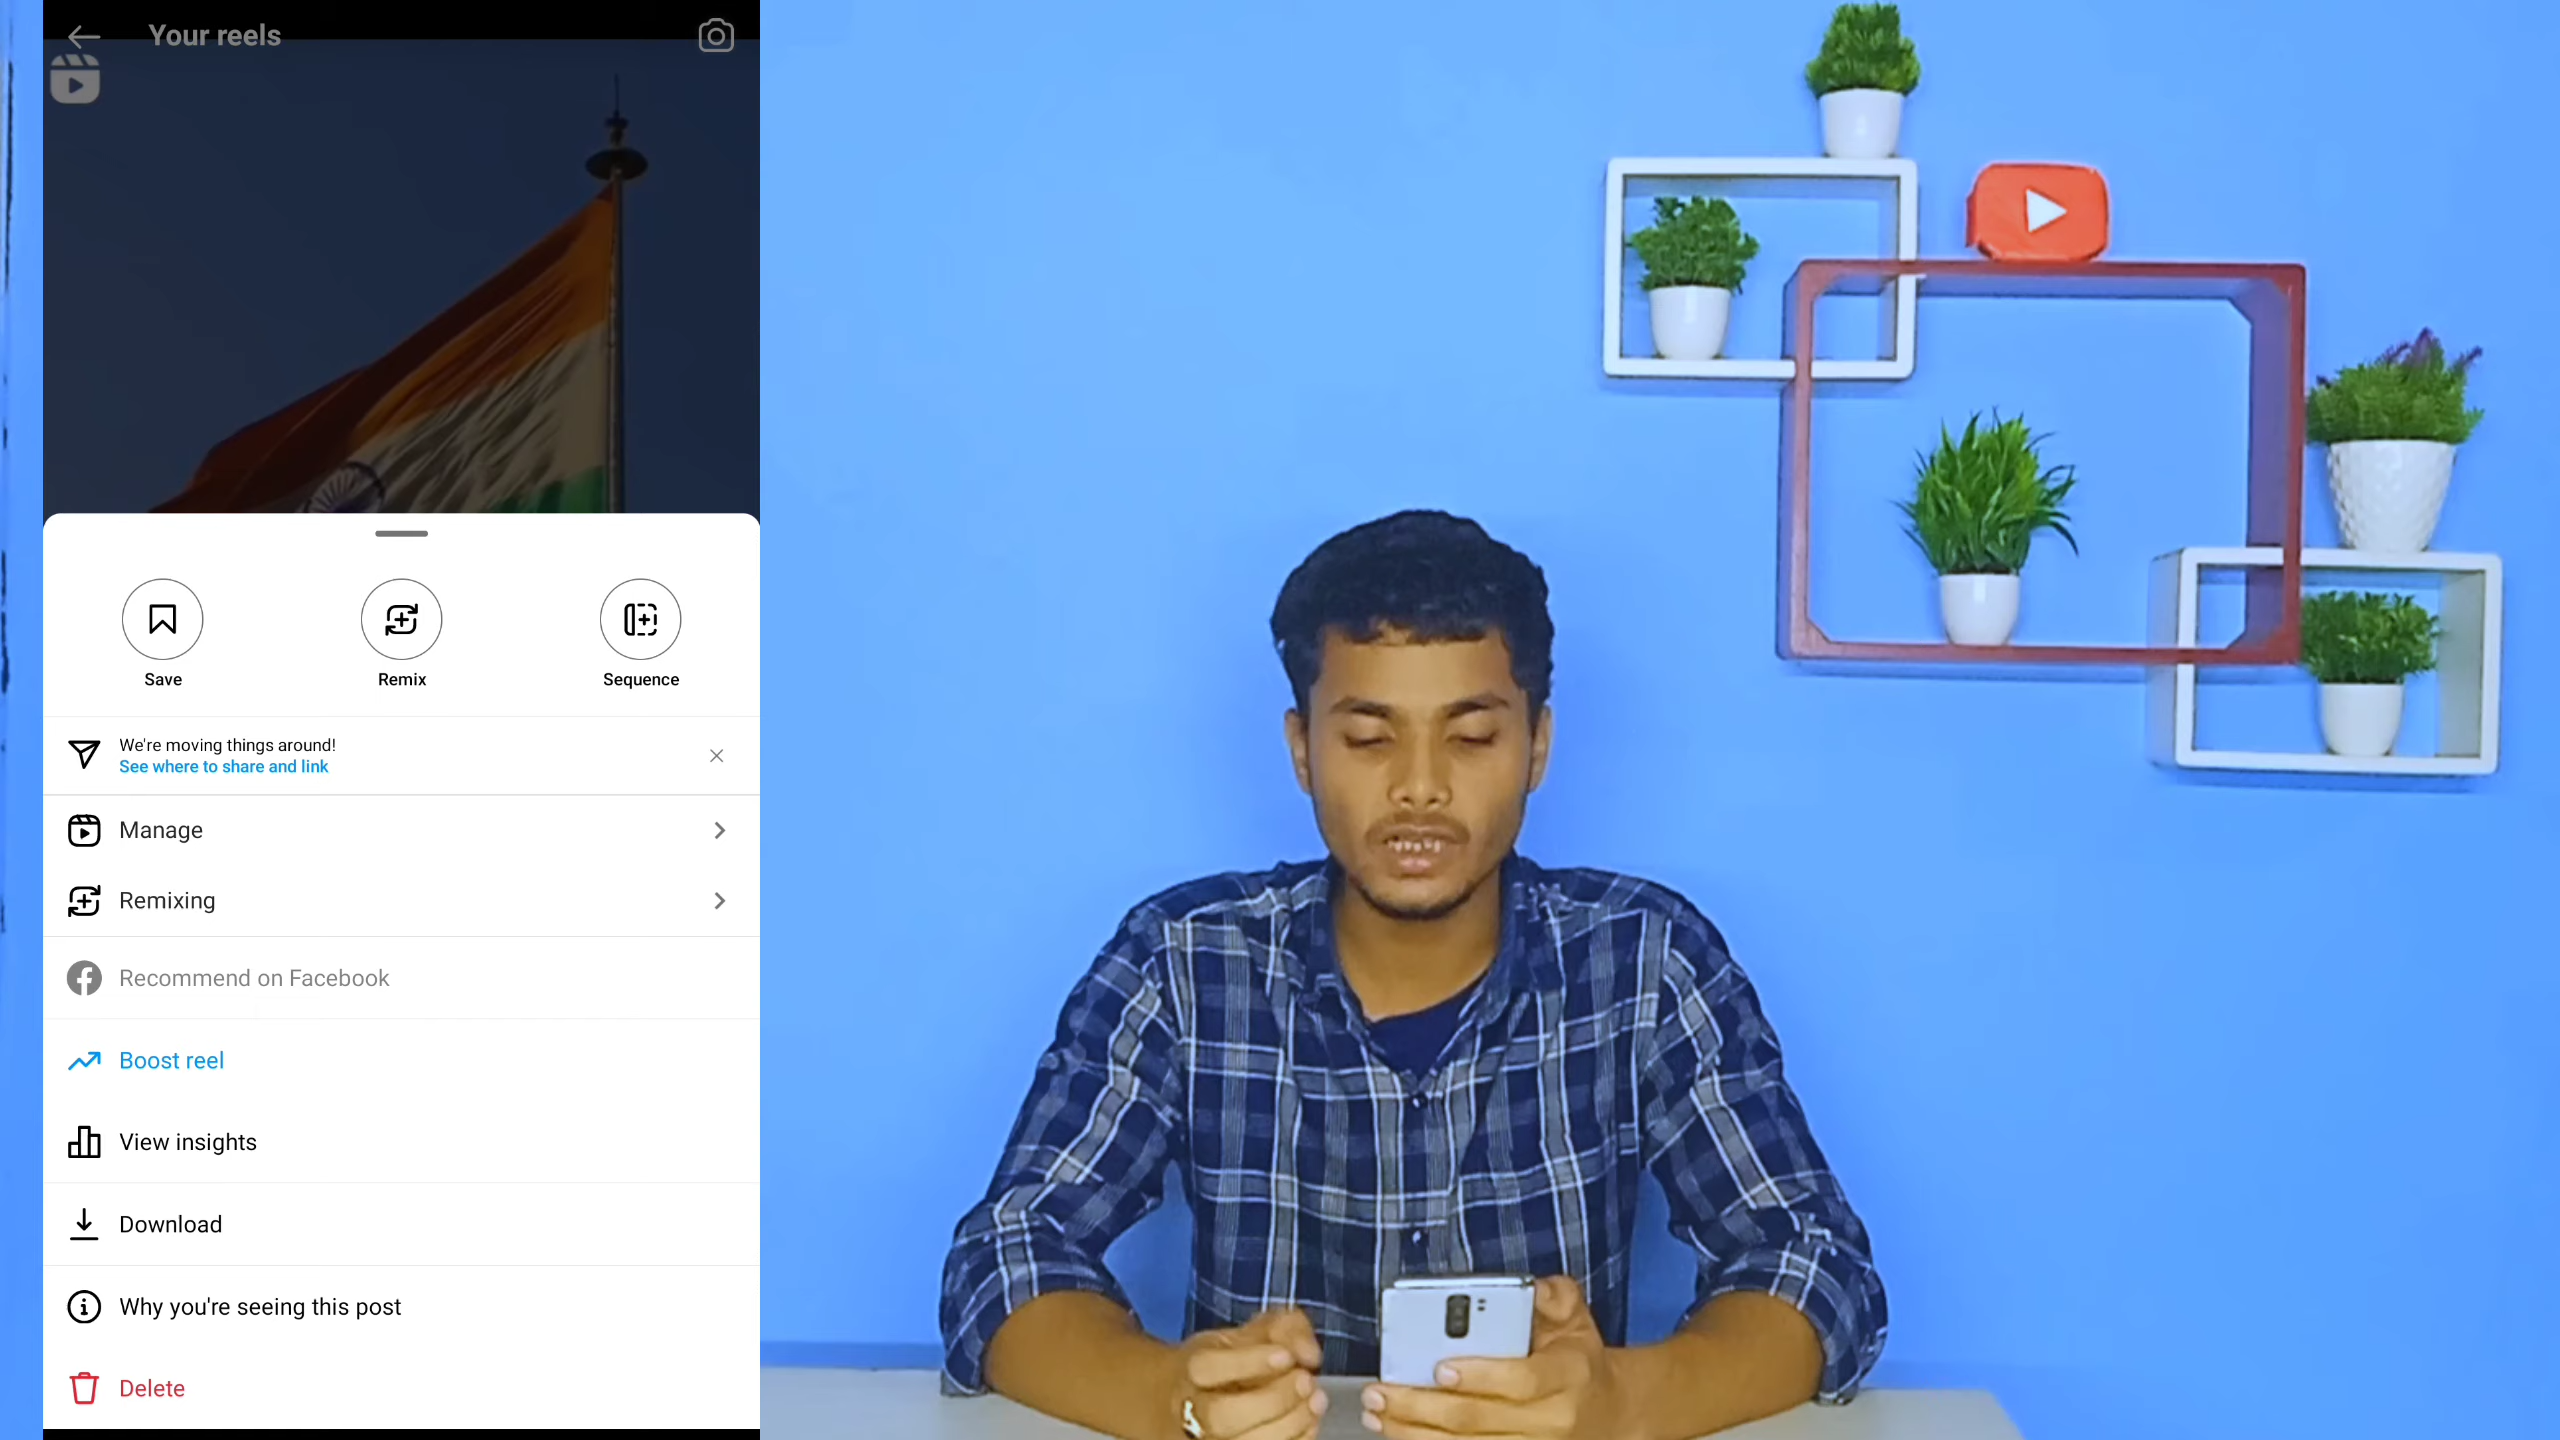 Your reels
Save
Remix
Sequence
We're moving things around!
See where to share and link
Manage
Remixing
Recommend on Facebook
Boost reel
View insights
Download
Why you're seeing this post
Delete